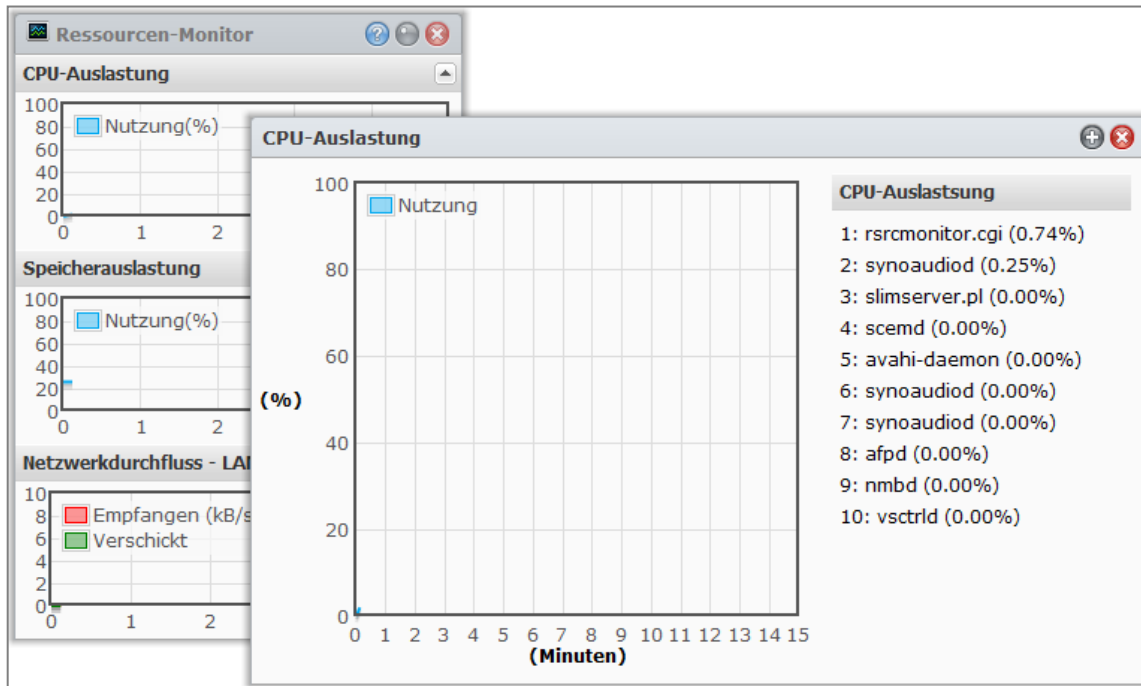 Ressourcen-Monitor
CPU-Auslastung
100
80
60
40
20
0
Nutzung(%)
0 1 2
Speicherauslastung
100
80
60
40
20
0
Nutzung(%)
0 1 2
Netzwerkdurchfluss - LA
10
8
6
4
2
0
Empfangen (kB/s
Verschickt
0 1 2
CPU-Auslastung
100
80
60
40
20
0
(%)
Nutzung
0 1 2 3 4 5 6 7 8 9 10 11 12 13 14 15
(Minuten)
CPU-Auslastsung
1: rsrcmonitor.cgi (0.74%)
2: synoaudiod (0.25%)
3: slimserver.pl (0.00%)
4: scemd (0.00%)
5: avahi-daemon (0.00%)
6: synoaudiod (0.00%)
7: synoaudiod (0.00%)
8: afpd (0.00%)
9: nmbd (0.00%)
10: vsctrld (0.00%)